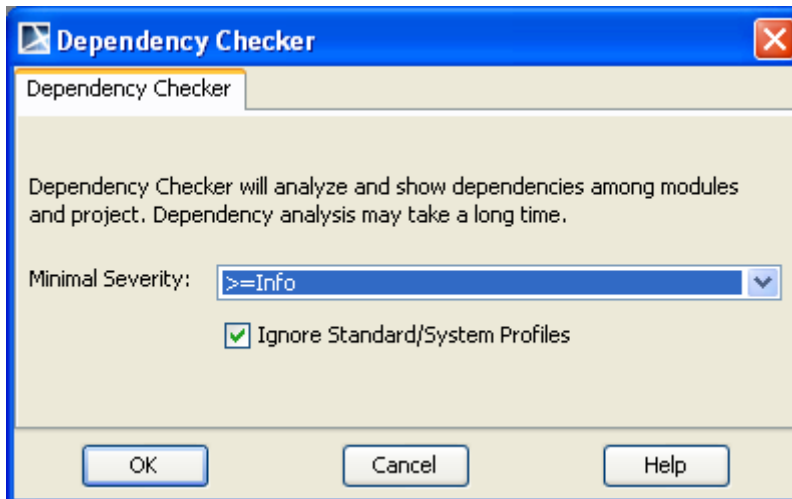 Dependency Checker
Dependency Checker
Dependency Checker will analyze and show dependencies among modules
and project. Dependency analysis may take a long time.
Minimal Severity: >=Info
Ignore Standard/System Profiles
OK Cancel Help